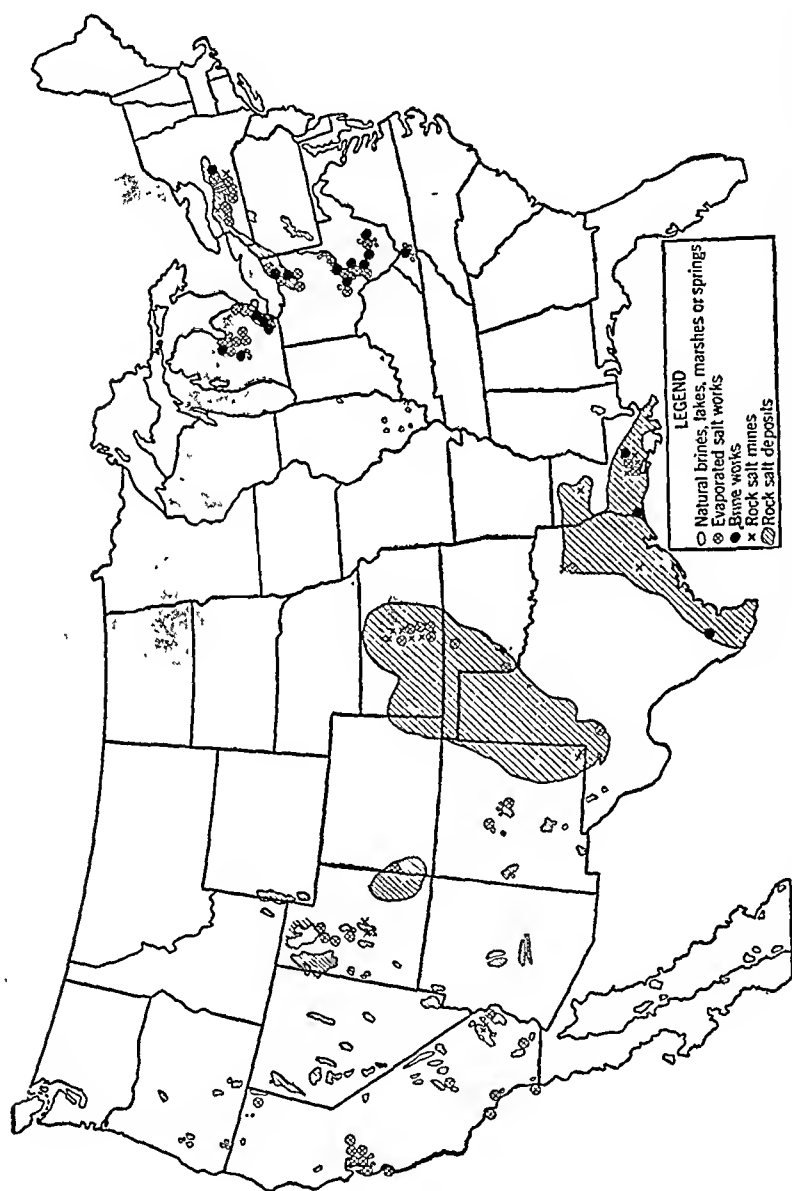 LEGEND
Natural brines, lakes, marshes or springs
Evaporated salt works
Brine works
Rock salt mines
Rock salt deposits